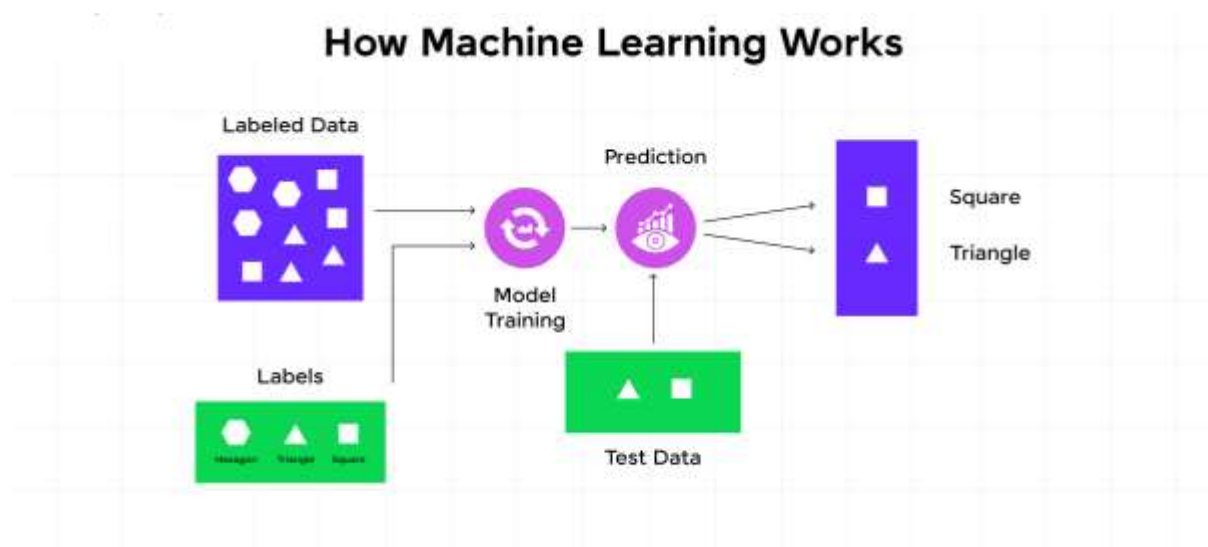 How Machine Learning Works
Labeled Data
Prediction
Square
Triangle
Model
Training
Labels
Hexagon Triangle Square
Test Data